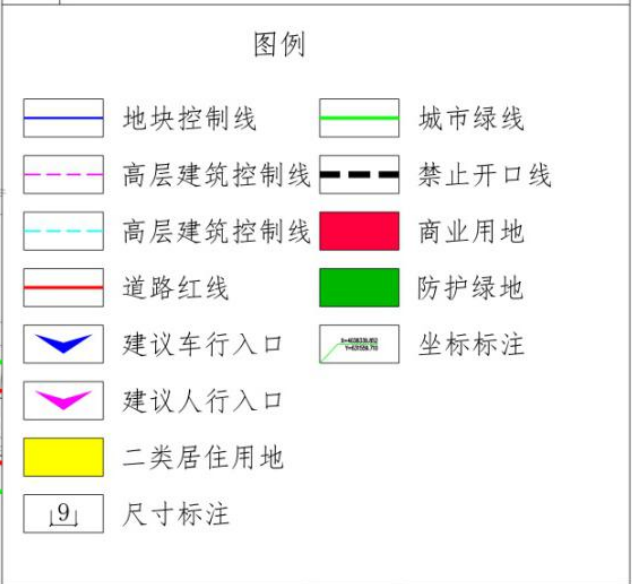 图例
地块控制线
城市绿线
高层建筑控制线
禁止开口线
高层建筑控制线
商业用地
道路红线
防护绿地
建议车行入口
坐标标注
建议人行入口
二类居住用地
9
尺寸标注